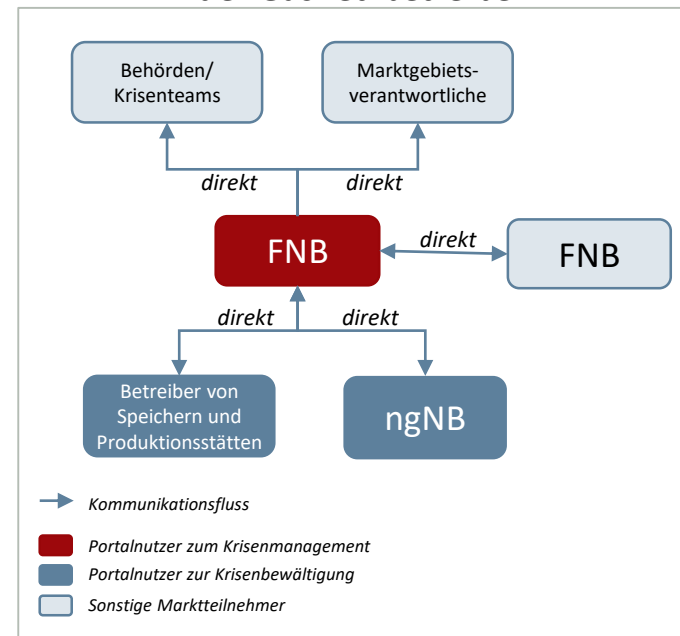 Behörden/
Krisenteams
Marktgebiets-
verantwortliche
direkt
direkt
FNB
direkt
FNB
direkt
direkt
Betreiber von
Speichern und
Produktionsstätten
ngNB
Kommunikationsfluss
Portalnutzer zum Krisenmanagement
Portalnutzer zur Krisenbewältigung
Sonstige Marktteilnehmer